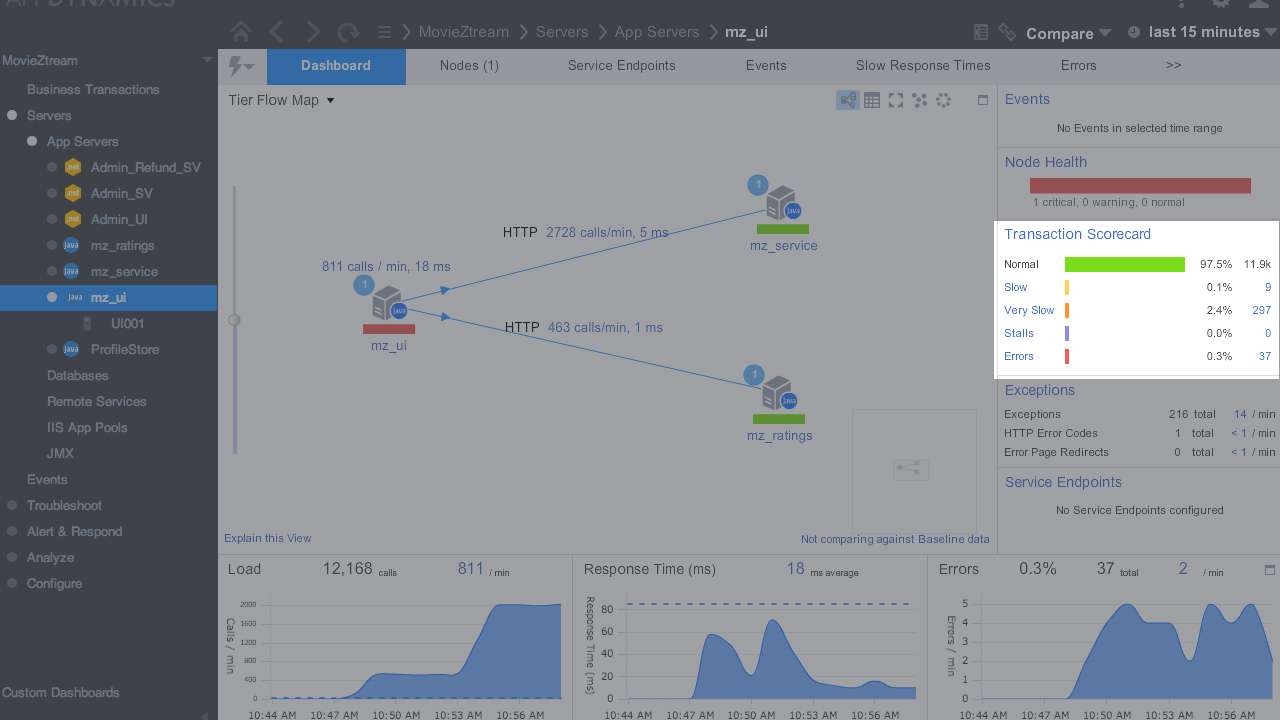 APPDYNAMICS
MovieZtream > Servers > App Servers > mz_ui
Compare
last 15 minutes
MovieZtream
Business Transactions
Servers
App Servers
Admin_Refund_SV
Admin_SV
Admin_UI
mz_ratings
mz_service
mz_ui
UI001
ProfileStore
Databases
Remote Services
IIS App Pools
JMX
Events
Troubleshoot
Alert & Respond
Analyze
Configure
Custom Dashboards
Dashboard
Nodes (1)
Service Endpoints
Events
Slow Response Times
Errors
>>
Tier Flow Map
1
mz_service
HTTP 2728 calls/min, 5 ms
811 calls / min, 18 ms
1
mz_ui
HTTP 463 calls/min, 1 ms
1
mz_ratings
Explain this View
Not comparing against Baseline data
Events
No Events in selected time range
Node Health
1 critical, 0 warning, 0 normal
Transaction Scorecard
Normal 97.5% 11.9k
Slow 0.1% 9
Very Slow 2.4% 297
Stalls 0.0% 0
Errors 0.3% 37
Exceptions
Exceptions 216 total 14 / min
HTTP Error Codes 1 total < 1 / min
Error Page Redirects 0 total < 1 / min
Service Endpoints
No Service Endpoints configured
Load 12,168 calls 811 / min
Calls / min
2000
1600
1200
800
400
0
10:44 AM 10:47 AM 10:50 AM 10:53 AM 10:56 AM
Response Time (ms) 18 ms average
Response Time (ms)
80
60
40
20
0
10:44 AM 10:47 AM 10:50 AM 10:53 AM 10:56 AM
Errors 0.3% 37 total 2 / min
Errors / min
5
4
3
2
1
0
10:44 AM 10:47 AM 10:50 AM 10:53 AM 10:56 AM